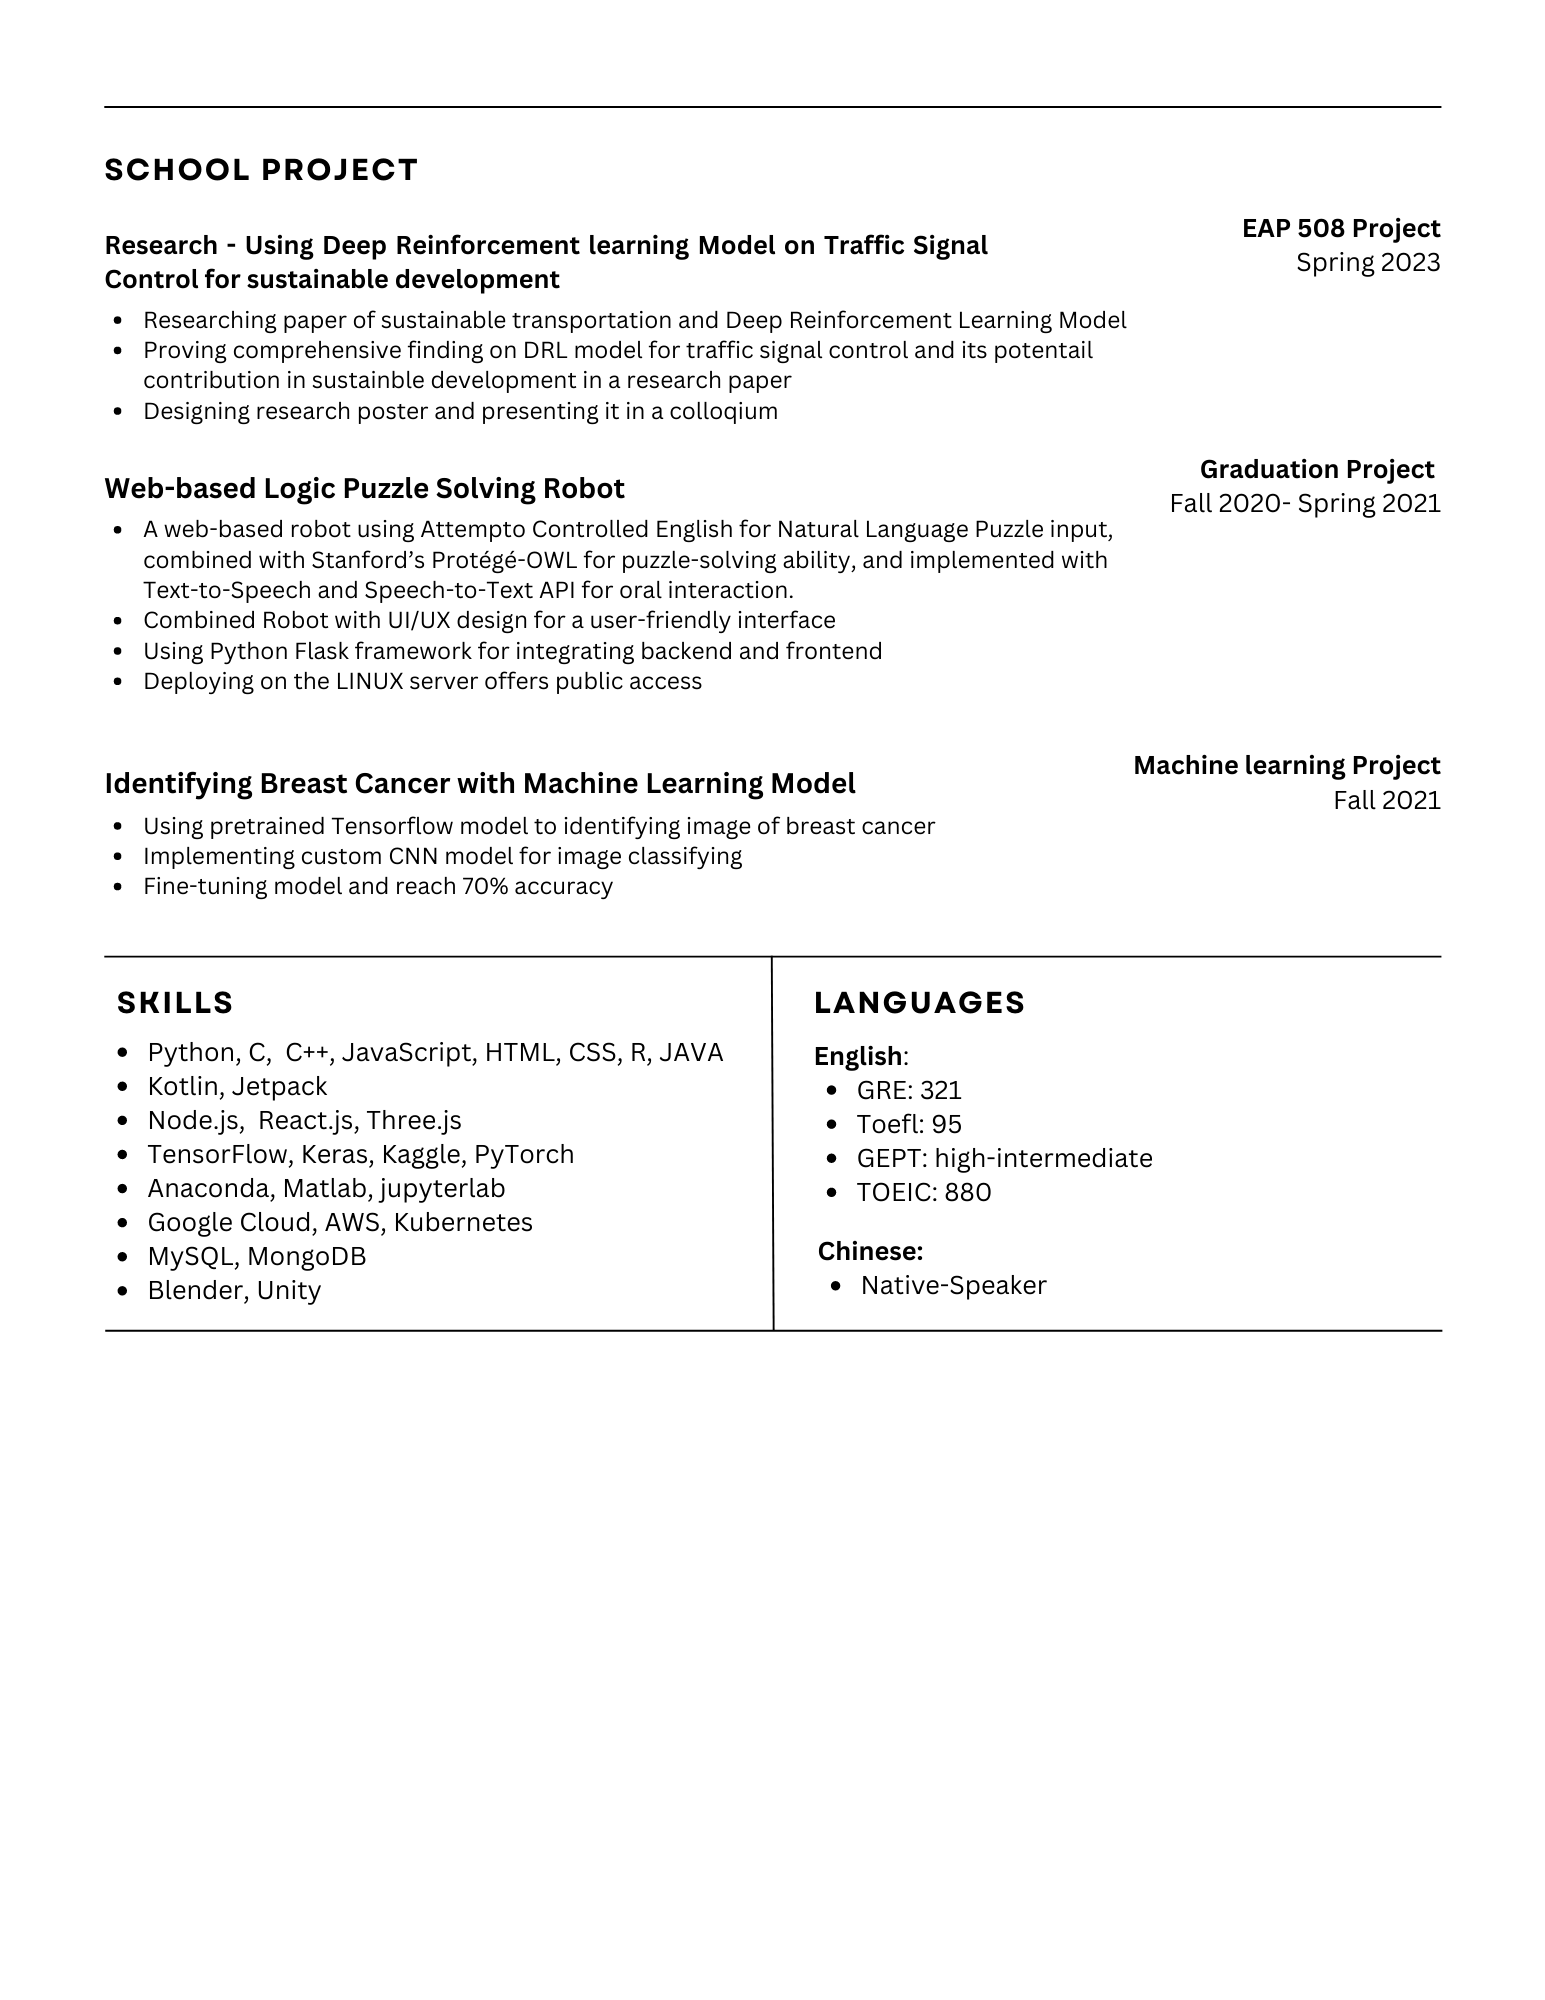 SCHOOL PROJECT
Research - Using Deep Reinforcement learning Model on Traffic Signal
Control for sustainable development
EAP 508 Project
Spring 2023
• Researching paper of sustainable transportation and Deep Reinforcement Learning Model
• Proving comprehensive finding on DRL model for traffic signal control and its potentail
contribution in sustainble development in a research paper
• Designing research poster and presenting it in a colloqium
Web-based Logic Puzzle Solving Robot
Graduation Project
Fall 2020- Spring 2021
• A web-based robot using Attempto Controlled English for Natural Language Puzzle input,
combined with Stanford’s Protégé-OWL for puzzle-solving ability, and implemented with
Text-to-Speech and Speech-to-Text API for oral interaction.
• Combined Robot with UI/UX design for a user-friendly interface
• Using Python Flask framework for integrating backend and frontend
• Deploying on the LINUX server offers public access
Identifying Breast Cancer with Machine Learning Model
Machine learning Project
Fall 2021
• Using pretrained Tensorflow model to identifying image of breast cancer
• Implementing custom CNN model for image classifying
• Fine-tuning model and reach 70% accuracy
SKILLS
• Python, C,  C++, JavaScript, HTML, CSS, R, JAVA
• Kotlin, Jetpack
• Node.js,  React.js, Three.js
• TensorFlow, Keras, Kaggle, PyTorch
• Anaconda, Matlab, jupyterlab
• Google Cloud, AWS, Kubernetes
• MySQL, MongoDB
• Blender, Unity
LANGUAGES
English:
• GRE: 321
• Toefl: 95
• GEPT: high-intermediate
• TOEIC: 880
Chinese:
• Native-Speaker